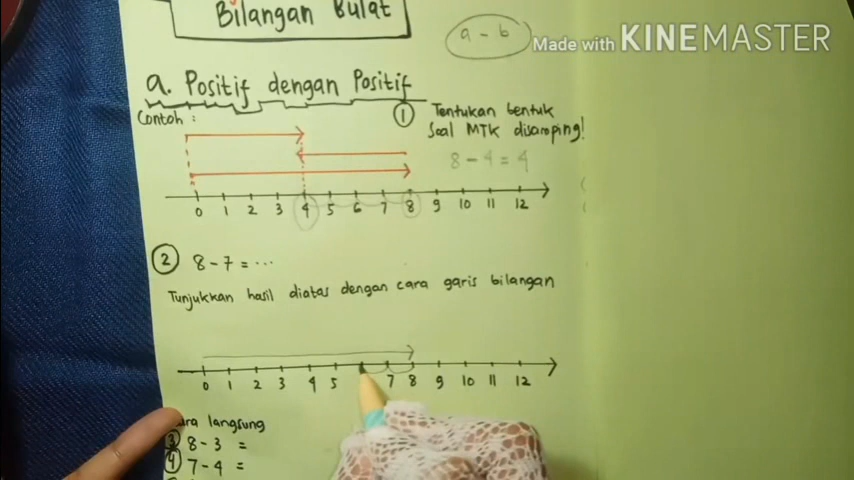 Bilangan Bulat
a - b
Made with KINEMASTER
a. Positif dengan Positif
Contoh :
① Tentukan bentuk
Soal MTK disamping!
8 - 4 = 4
0 1 2 3 4 5 6 7 8 9 10 11 12
② 8 - 7 = ...
Tunjukkan hasil diatas dengan cara garis bilangan
0 1 2 3 4 5 7 8 9 10 11 12
langsung
③ 8 - 3 =
④ 7 - 4 =